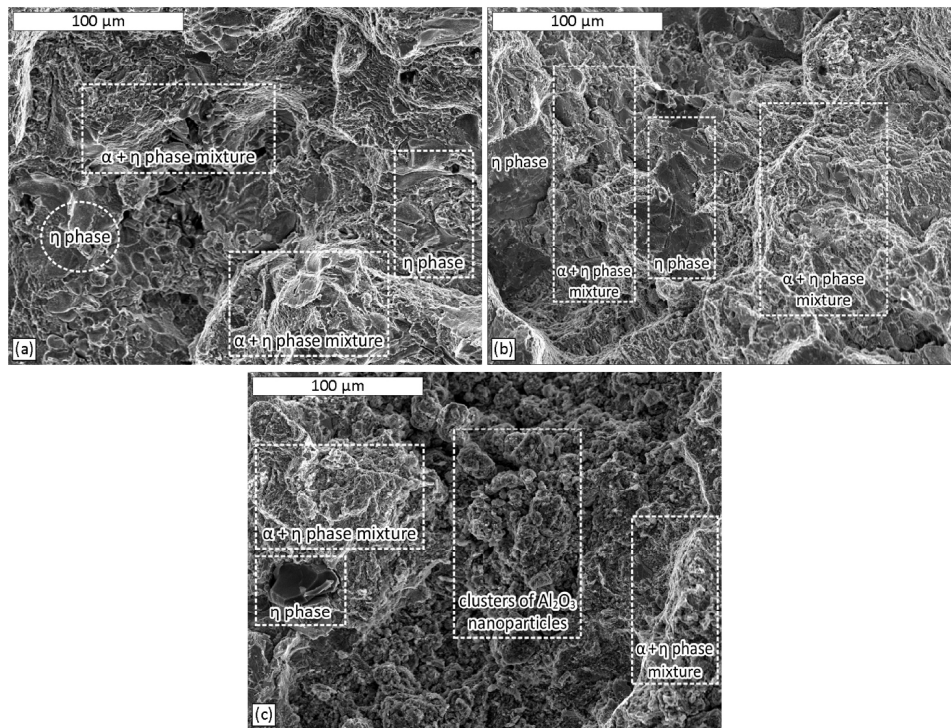 100 µm
α + η phase mixture
η phase
η phase
α + η phase mixture
(a)
100 µm
η phase
α + η phase
mixture
η phase
α + η phase
mixture
(b)
100 µm
α + η phase mixture
η phase
clusters of Al₂O₃
nanoparticles
α + η phase
mixture
(c)